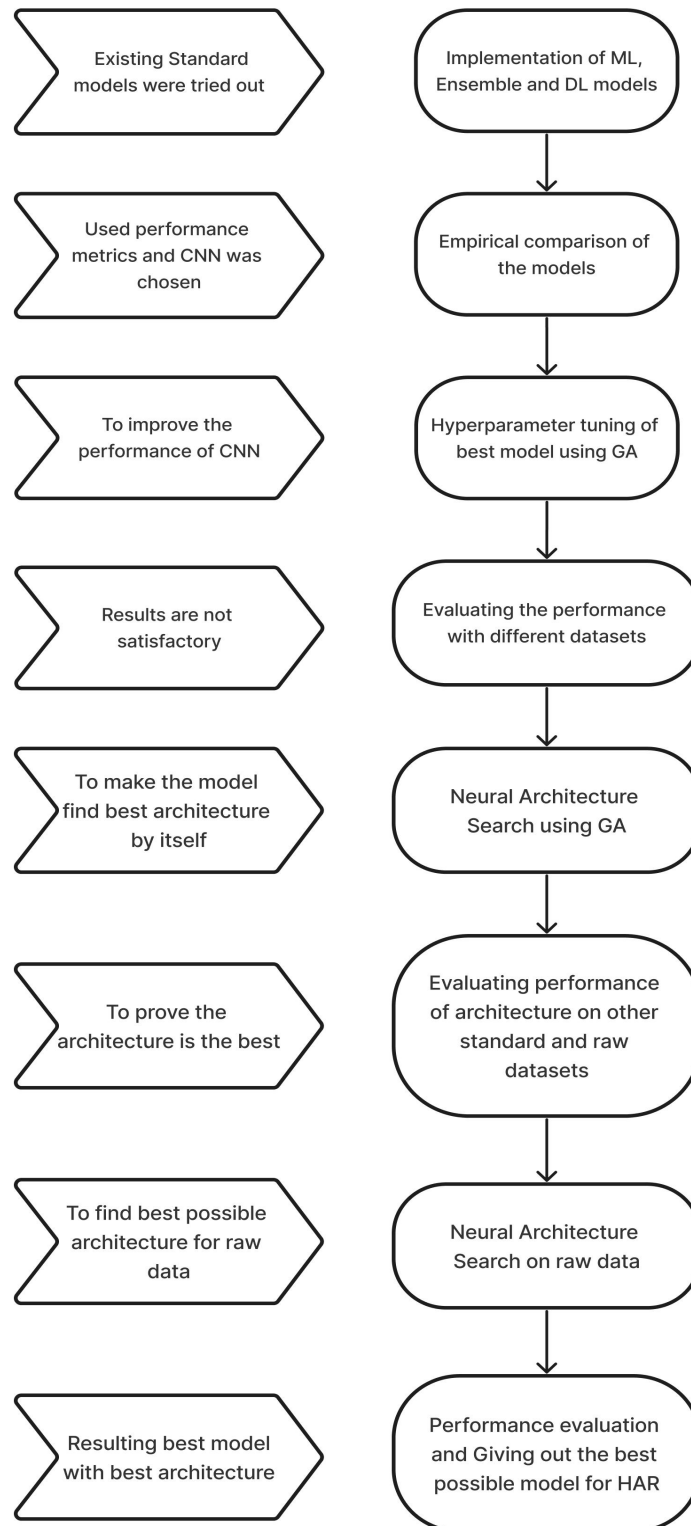 Existing Standard
models were tried out
Implementation of ML,
Ensemble and DL models
Used performance
metrics and CNN was
chosen
Empirical comparison of
the models
To improve the
performance of CNN
Hyperparameter tuning of
best model using GA
Results are not
satisfactory
Evaluating the performance
with different datasets
To make the model
find best architecture
by itself
Neural Architecture
Search using GA
To prove the
architecture is the best
Evaluating performance
of architecture on other
standard and raw
datasets
To find best possible
architecture for raw
data
Neural Architecture
Search on raw data
Resulting best model
with best architecture
Performance evaluation
and Giving out the best
possible model for HAR